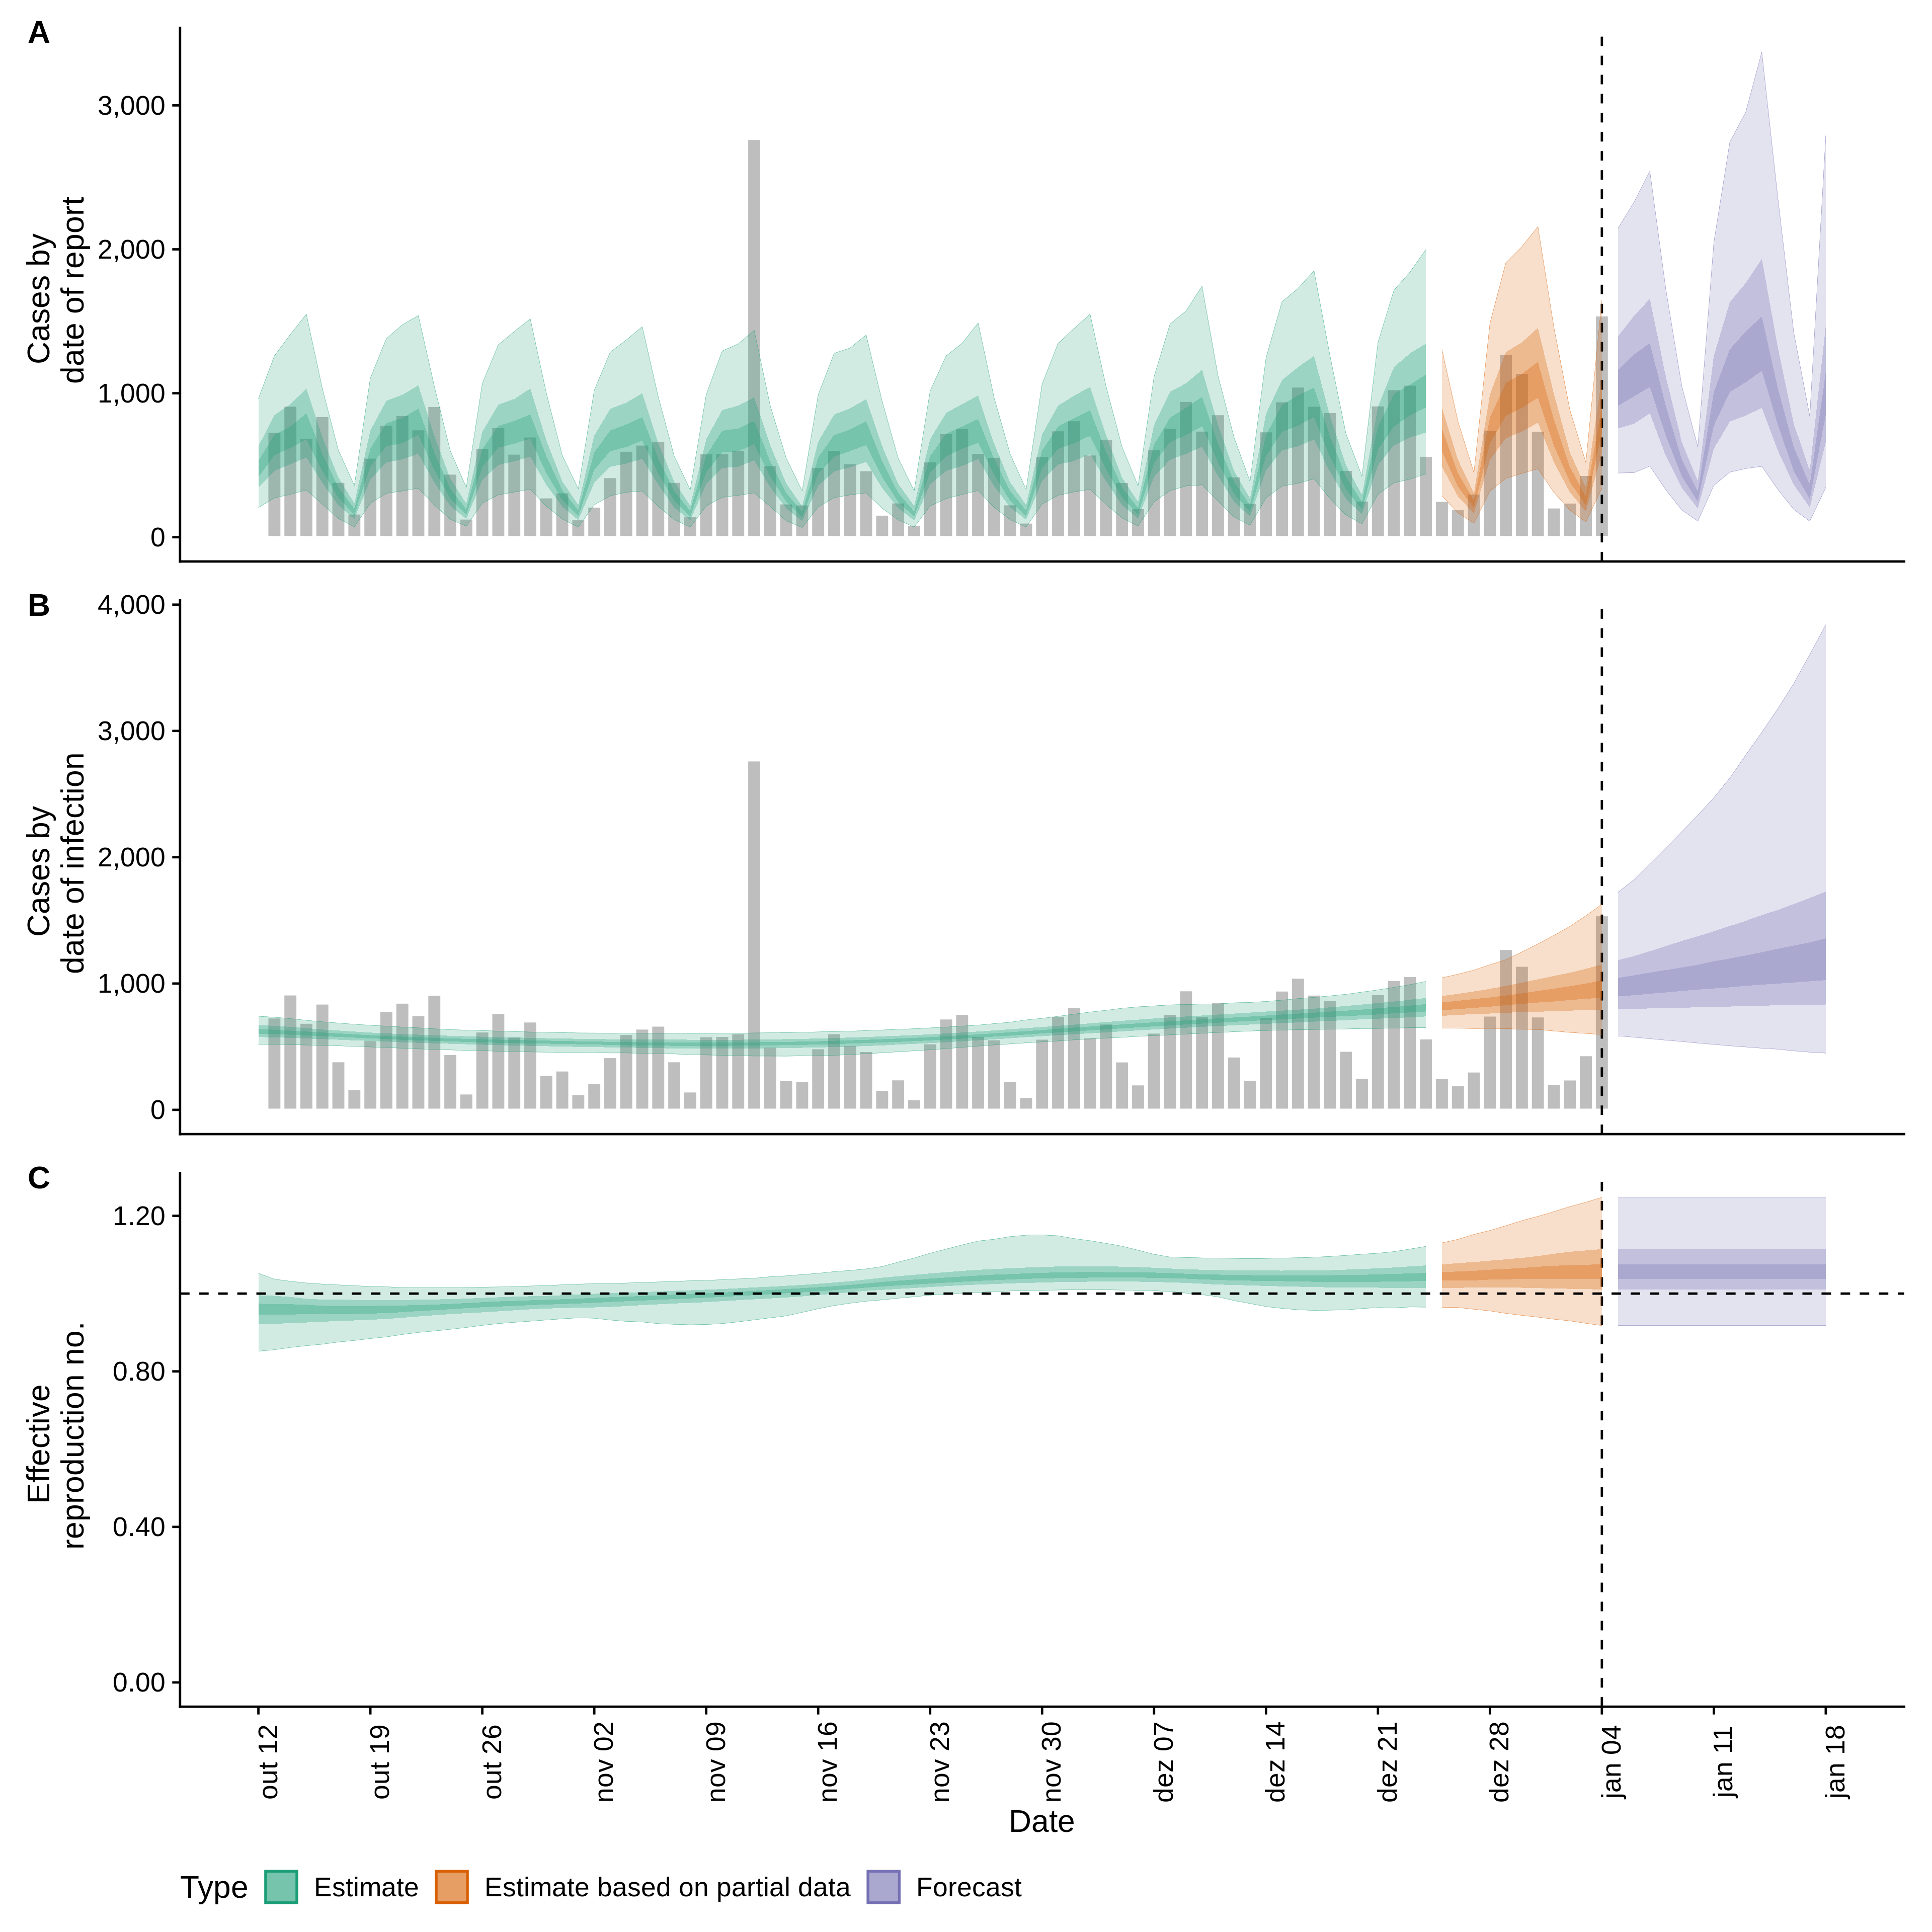 A
Cases by
date of report
3,000
2,000
1,000
0
B
Cases by
date of infection
4,000
3,000
2,000
1,000
0
C
Effective
reproduction no.
1.20
0.80
0.40
0.00
out 12
out 19
out 26
nov 02
nov 09
nov 16
nov 23
nov 30
dez 07
dez 14
dez 21
dez 28
jan 04
jan 11
jan 18
Date
Type Estimate Estimate based on partial data Forecast